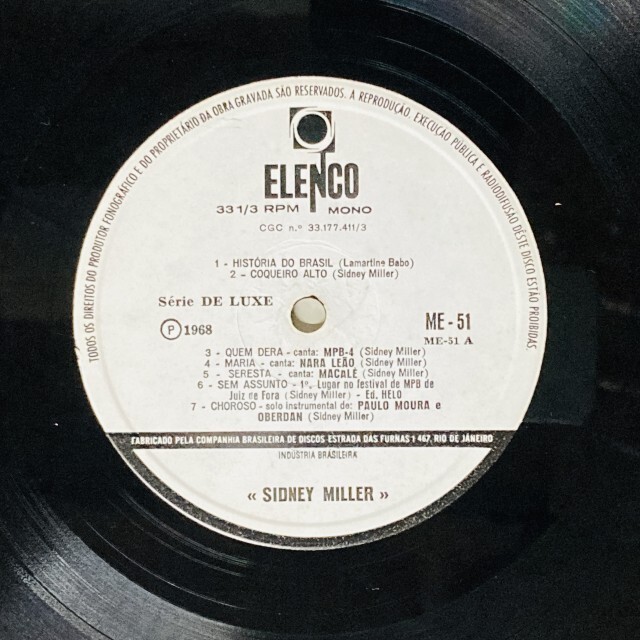 TODOS OS DIREITOS DO PRODUTOR FONOGRÁFICO E DO PROPRIETÁRIO DA OBRA GRAVADA SÃO RESERVADOS. A REPRODUÇÃO, EXECUÇÃO PÚBLICA E RADIODIFUSÃO DÊSTE DISCO ESTÃO PROIBIDAS
ELENCO
33 1/3 RPM MONO
CGC n.º 33.177.411/3
1 - HISTÓRIA DO BRASIL (Lamartine Babo)
2 - COQUEIRO ALTO (Sidney Miller)
Série DE LUXE
ME - 51
Ⓟ 1968
ME-51 A
3 - QUEM DERA - canta: MPB-4 (Sidney Miller)
4 - MARIA - canta: NARA LEÃO (Sidney Miller)
5 - SERESTA - canta: MACALÉ (Sidney Miller)
6 - SEM ASSUNTO - 1º, Lugar no festival de MPB de
Juiz de Fora (Sidney Miller) - Ed. HELO
7 - CHOROSO - solo instrumental de: PAULO MOURA e
OBERDAN (Sidney Miller)
FABRICADO PELA COMPANHIA BRASILEIRA DE DISCOS-ESTRADA DAS FURNAS 1 467, RIO DE JANEIRO
INDÚSTRIA BRASILEIRA
« SIDNEY MILLER »